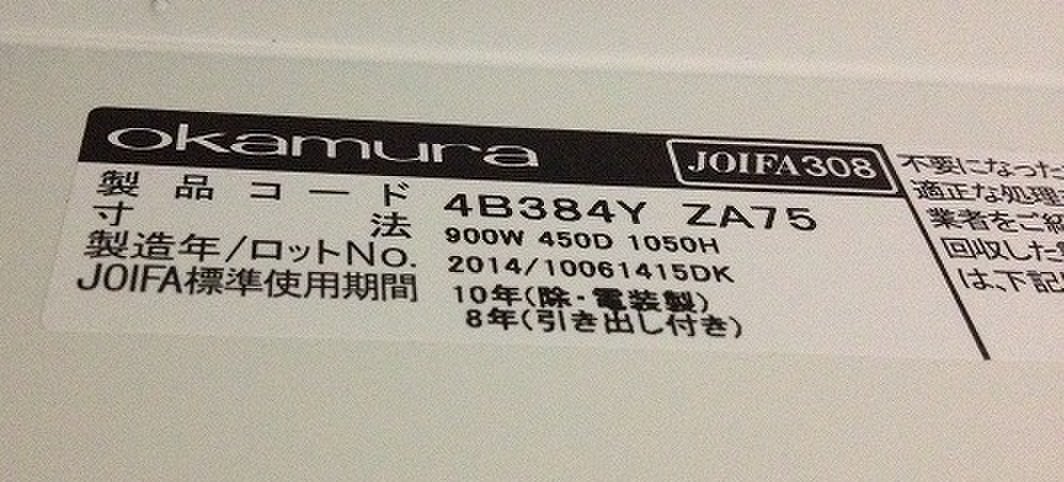 okamura
JOIFA308
製品コード 4B384Y ZA75
寸法 900W 450D 1050H
製造年/ロットNo. 2014/10061415DK
JOIFA標準使用期間 10年(除・電装製)
8年(引き出し付き)
不要になった
適正な処理
業者をご
回収した
は、下記